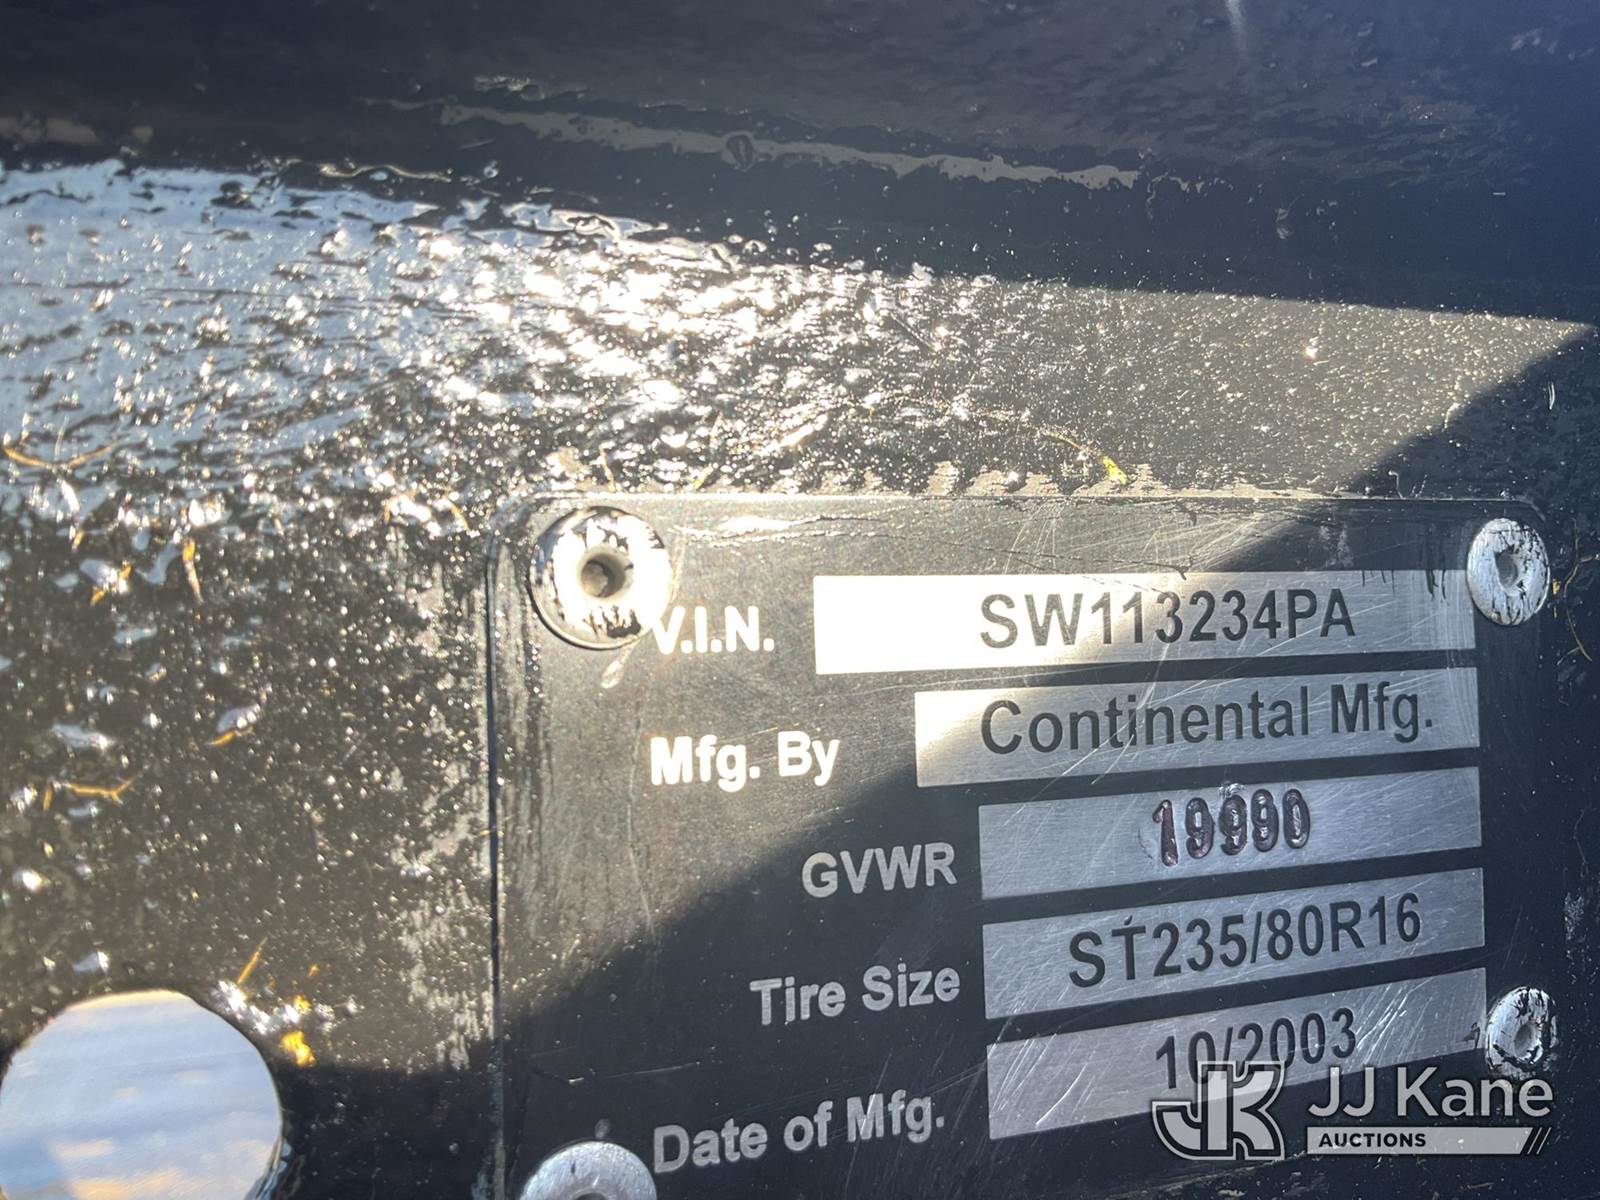 V.I.N. SW113234PA
Mfg. By Continental Mfg.
GVWR 19990
Tire Size ST235/80R16
Date of Mfg. 10/2003
JK JJ Kane
AUCTIONS